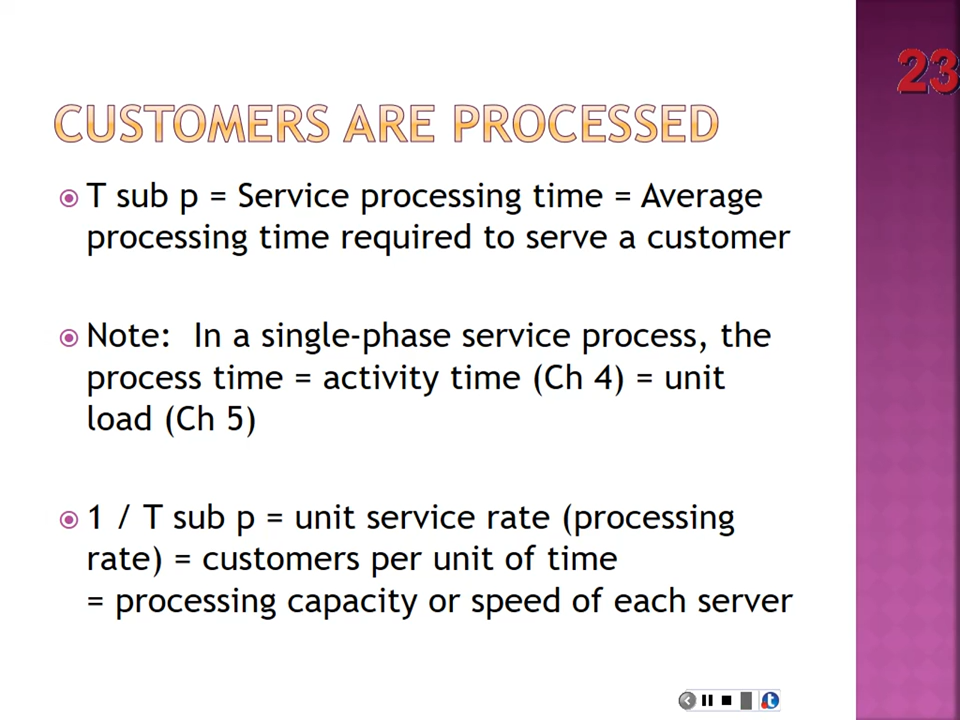 23
CUSTOMERS ARE PROCESSED
T sub p = Service processing time = Average
processing time required to serve a customer
Note:  In a single-phase service process, the
process time = activity time (Ch 4) = unit
load (Ch 5)
1 / T sub p = unit service rate (processing
rate) = customers per unit of time
= processing capacity or speed of each server
t